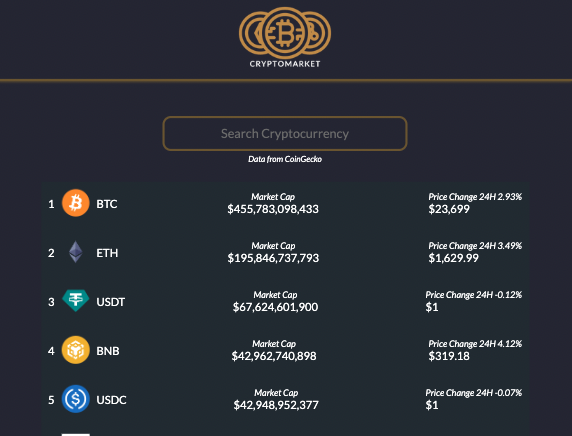 CRYPTOMARKET
Search Cryptocurrency
Data from CoinGecko
1 BTC Market Cap Price Change 24H 2.93%
$455,783,098,433 $23,699
2 ETH Market Cap Price Change 24H 3.49%
$195,846,737,793 $1,629.99
3 USDT Market Cap Price Change 24H -0.12%
$67,624,601,900 $1
4 BNB Market Cap Price Change 24H 4.12%
$42,962,740,898 $319.18
5 USDC Market Cap Price Change 24H -0.07%
$42,948,952,377 $1